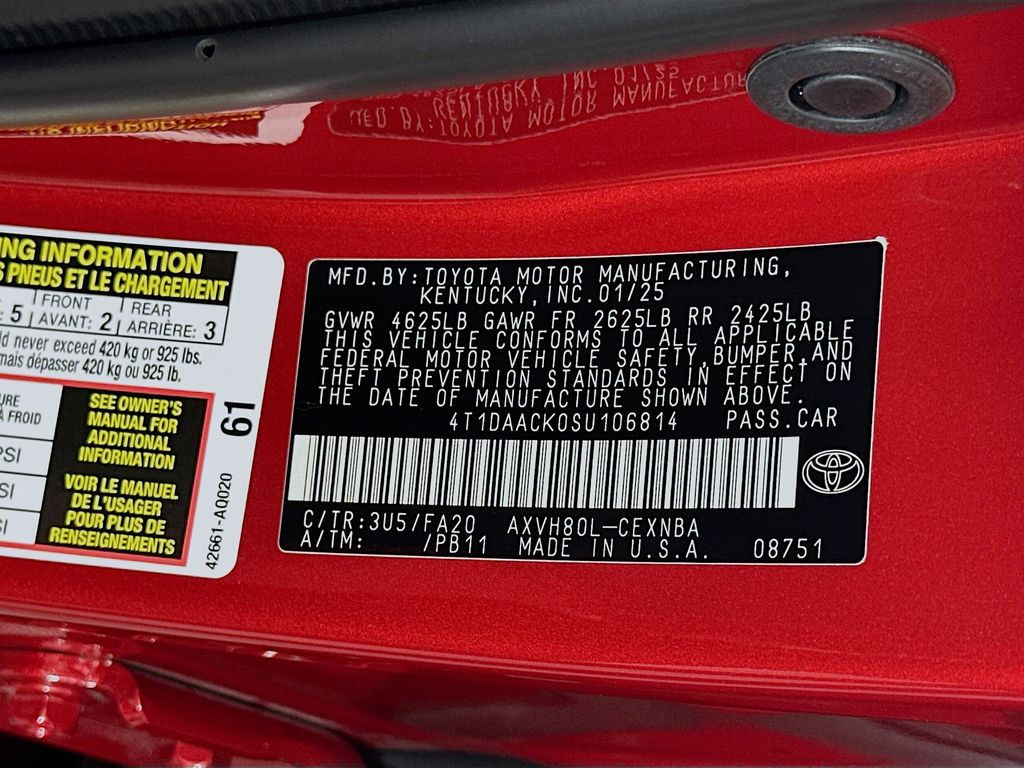 ING INFORMATION
S PNEUS ET LE CHARGEMENT
: 5 | FRONT AVANT: 2 | REAR ARRIÈRE: 3
d never exceed 420 kg or 925 lbs.
mais dépasser 420 kg ou 925 lb.
URE
À FROID
PSI
SI
SI
SEE OWNER'S
MANUAL FOR
ADDITIONAL
INFORMATION
VOIR LE MANUEL
DE L'USAGER
POUR PLUS DE
RENSEIGNEMENTS
61
42661-A0020
MFD.BY:TOYOTA MOTOR MANUFACTURING,
KENTUCKY,INC.01/25
GVWR 4625LB GAWR FR 2625LB RR 2425LB
THIS VEHICLE CONFORMS TO ALL APPLICABLE
FEDERAL MOTOR VEHICLE SAFETY,BUMPER,AND
THEFT PREVENTION STANDARDS IN EFFECT ON
THE DATE OF MANUFACTURE SHOWN ABOVE.
4T1DAACK0SU106814 PASS.CAR
C/TR:3U5/FA20 AXVH80L-CEXNBA
A/TM: /PB11 MADE IN U.S.A. 08751